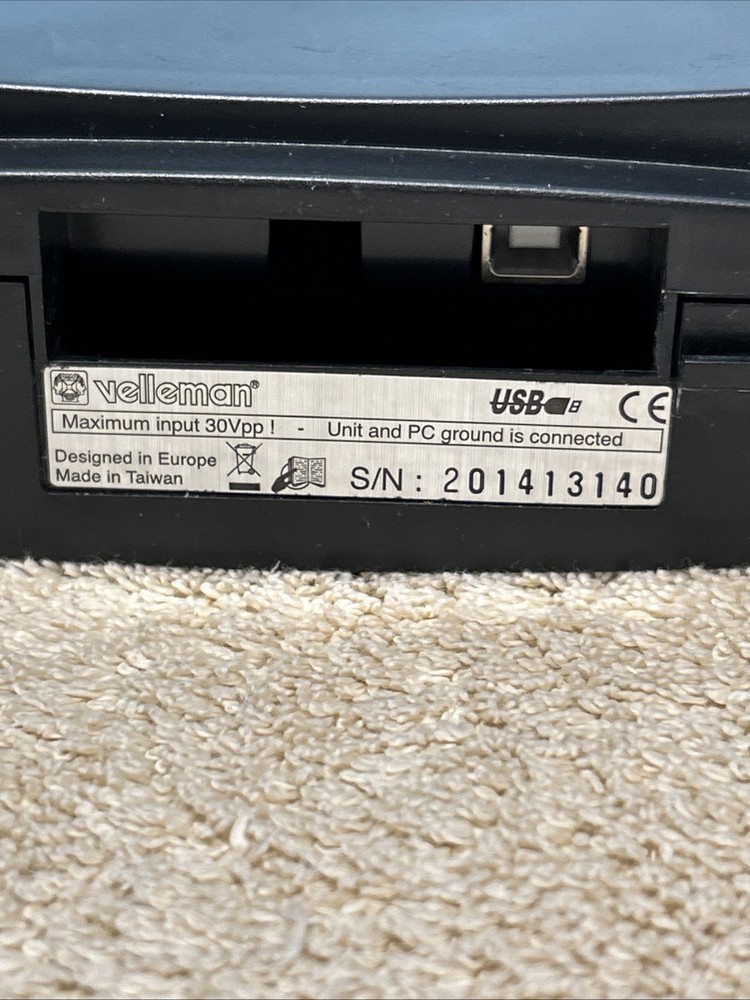 velleman®
USB
CE
Maximum input 30Vpp ! - Unit and PC ground is connected
Designed in Europe
Made in Taiwan
S/N : 201413140